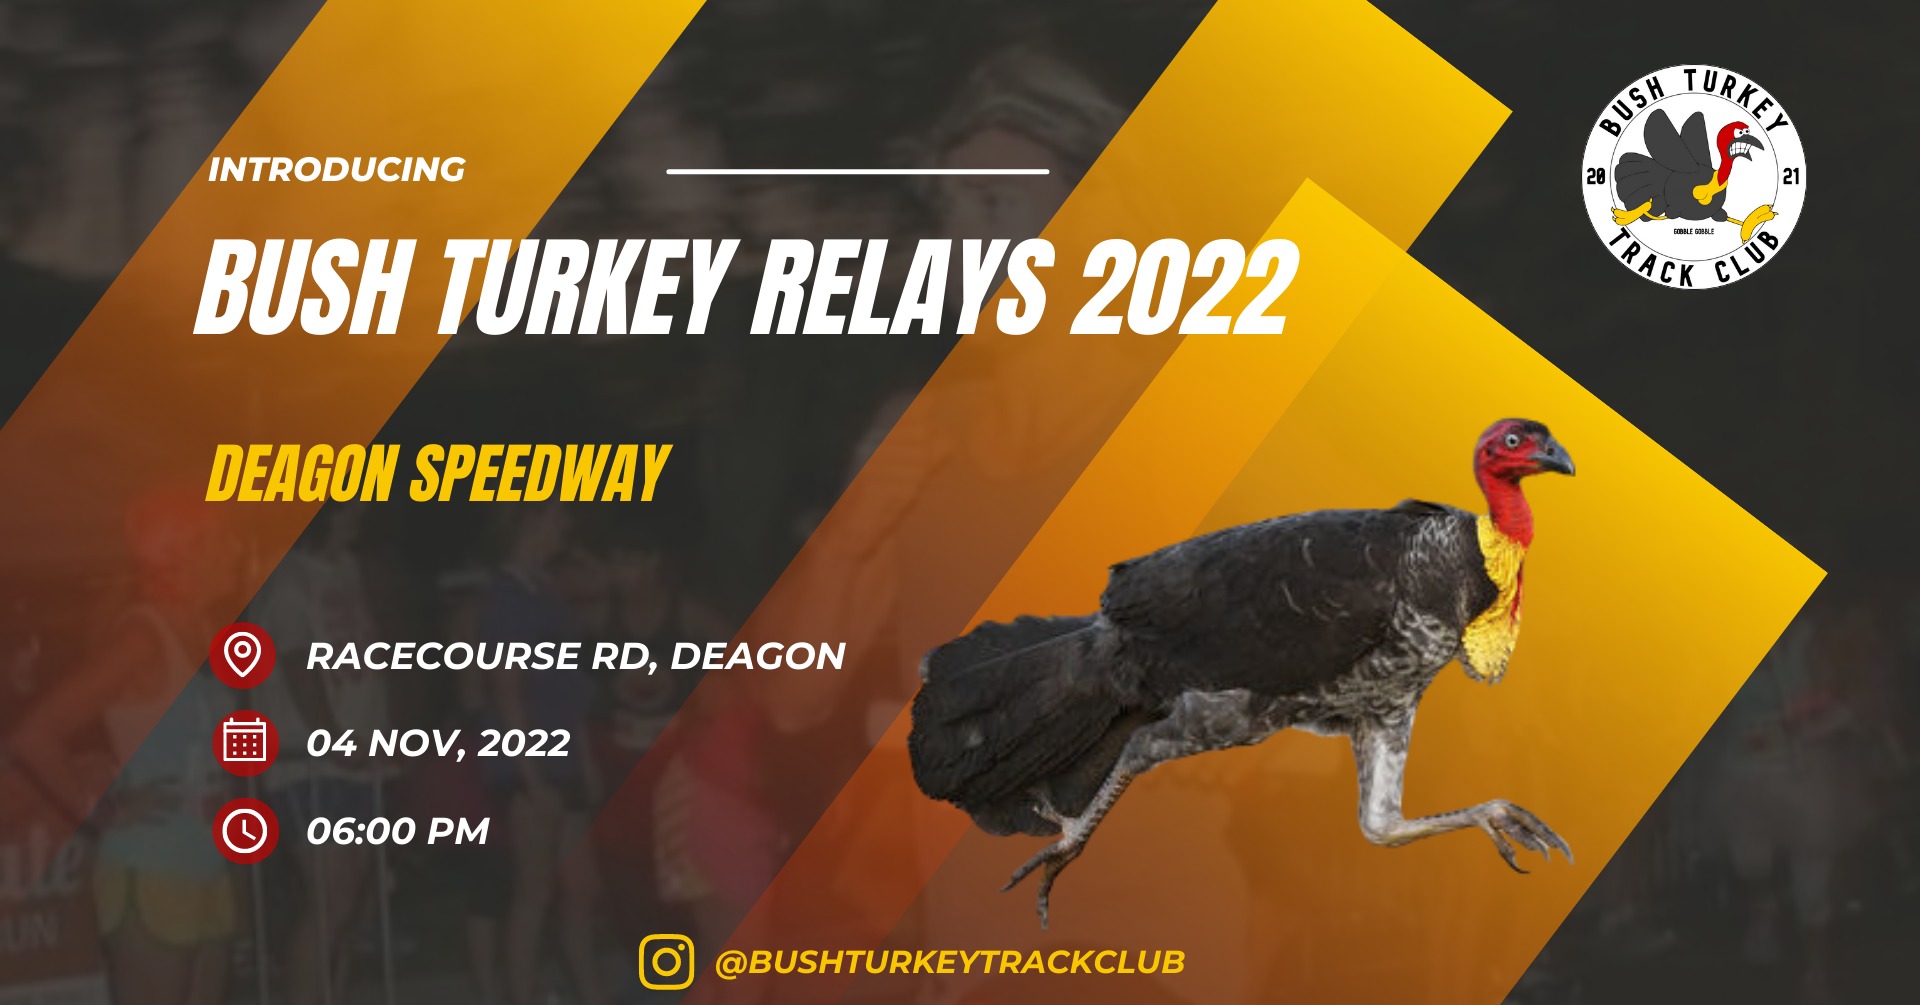 INTRODUCING
BUSH TURKEY RELAYS 2022
DEAGON SPEEDWAY
RACECOURSE RD, DEAGON
04 NOV, 2022
06:00 PM
@BUSHTURKEYTRACKCLUB
BUSH TURKEY
20 21
GOBBLE GOBBLE
TRACK CLUB